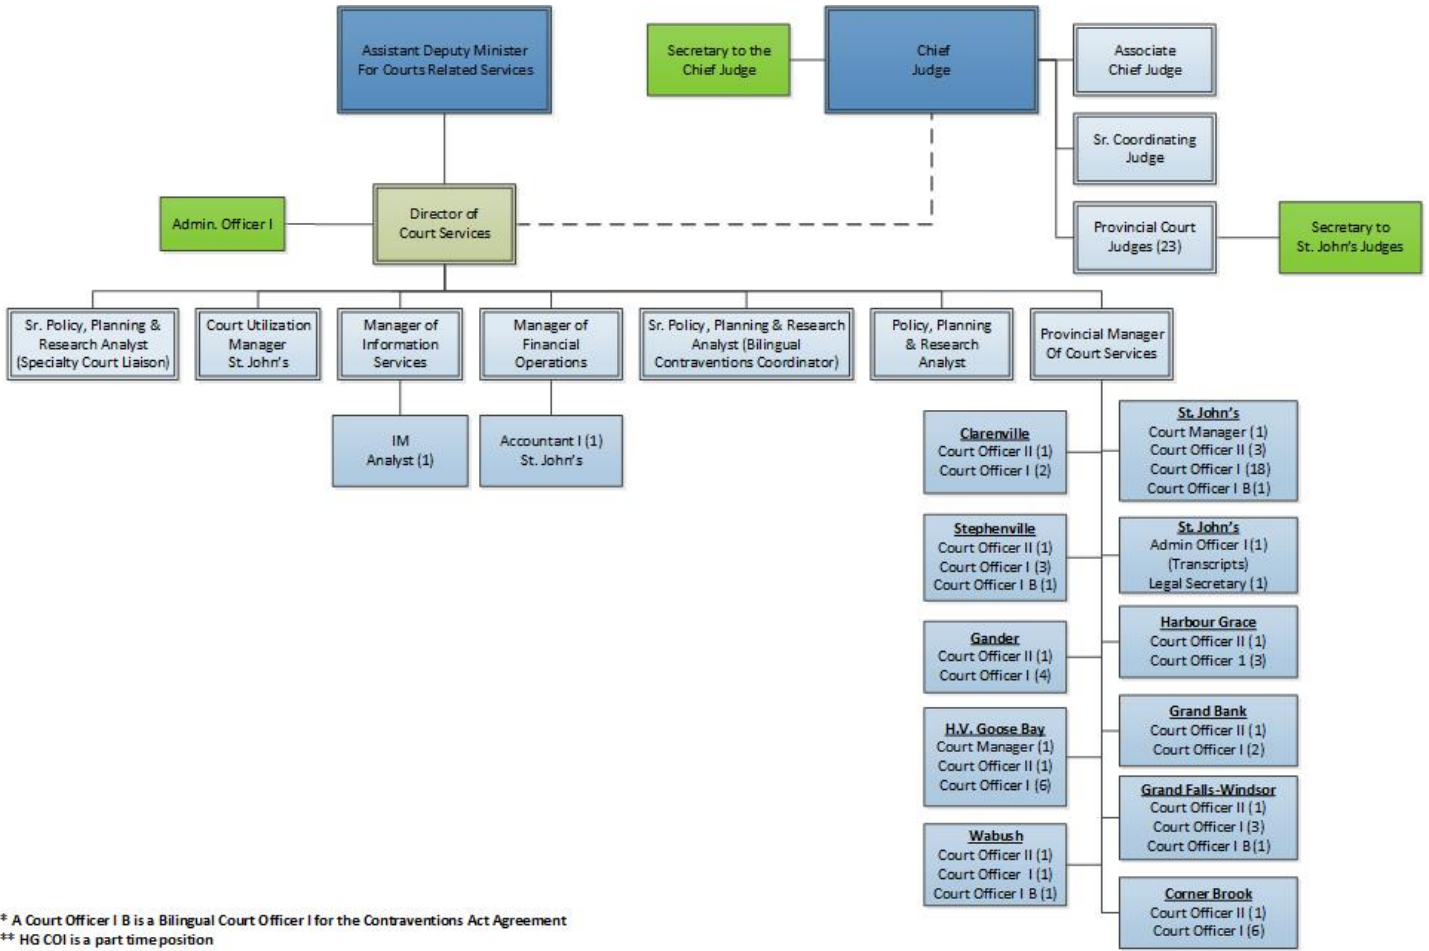 Assistant Deputy Minister
For Courts Related Services
Secretary to the
Chief Judge
Chief
Judge
Associate
Chief Judge
Sr. Coordinating
Judge
Admin. Officer I
Director of
Court Services
Provincial Court
Judges (23)
Secretary to
St. John's Judges
Sr. Policy, Planning &
Research Analyst
(Specialty Court Liaison)
Court Utilization
Manager
St. John's
Manager of
Information
Services
Manager of
Financial
Operations
Sr. Policy, Planning & Research
Analyst (Bilingual
Contraventions Coordinator)
Policy, Planning
& Research
Analyst
Provincial Manager
Of Court Services
IM
Analyst (1)
Accountant I (1)
St. John's
Clarenville
Court Officer II (1)
Court Officer I (2)
St. John's
Court Manager (1)
Court Officer II (3)
Court Officer I (18)
Court Officer I B(1)
Stephenville
Court Officer II (1)
Court Officer I (3)
Court Officer I B (1)
St. John's
Admin Officer I (1)
(Transcripts)
Legal Secretary (1)
Gander
Court Officer II (1)
Court Officer I (4)
Harbour Grace
Court Officer II (1)
Court Officer 1 (3)
H.V. Goose Bay
Court Manager (1)
Court Officer II (1)
Court Officer I (6)
Grand Bank
Court Officer II (1)
Court Officer I (2)
Grand Falls-Windsor
Court Officer II (1)
Court Officer I (3)
Court Officer I B(1)
Wabush
Court Officer II (1)
Court Officer I (1)
Court Officer I B (1)
Corner Brook
Court Officer II (1)
Court Officer I (6)
* A Court Officer I B is a Bilingual Court Officer I for the Contraventions Act Agreement
** HG COI is a part time position